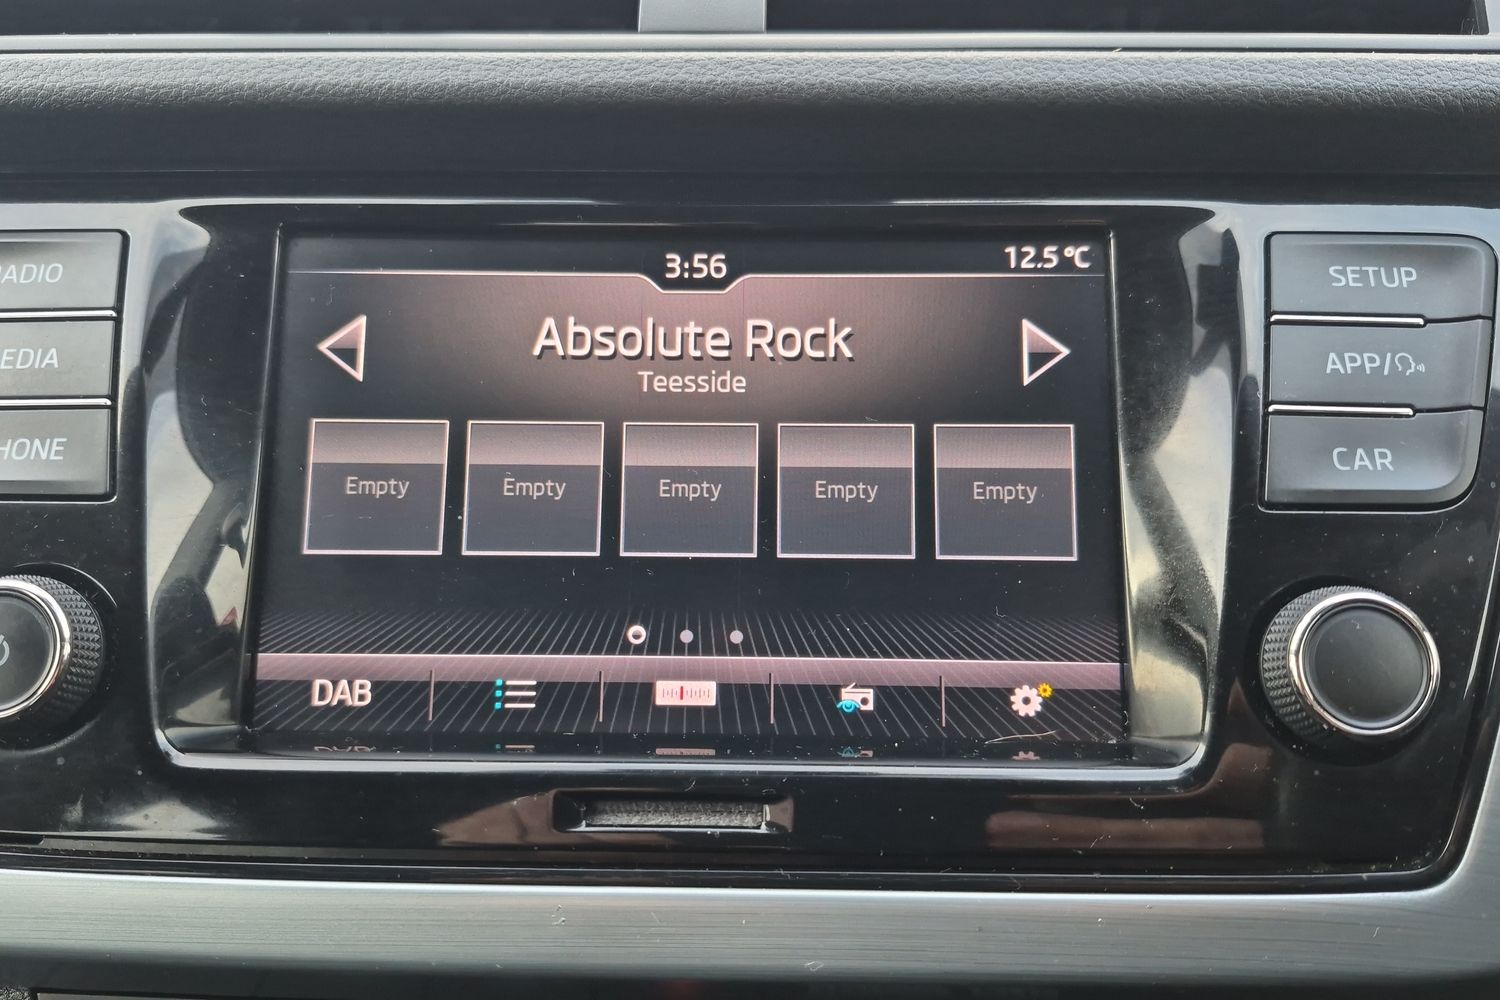 3:56
12.5°C
Absolute Rock
Teesside
Empty
Empty
Empty
Empty
Empty
DAB
ADIO
EDIA
HONE
SETUP
APP/
CAR